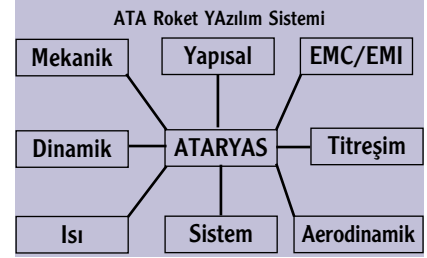 ATA Roket YAzılım Sistemi
Mekanik Yapısal EMC/EMI
Dinamik ATARYAS Titreşim
Isı Sistem Aerodinamik